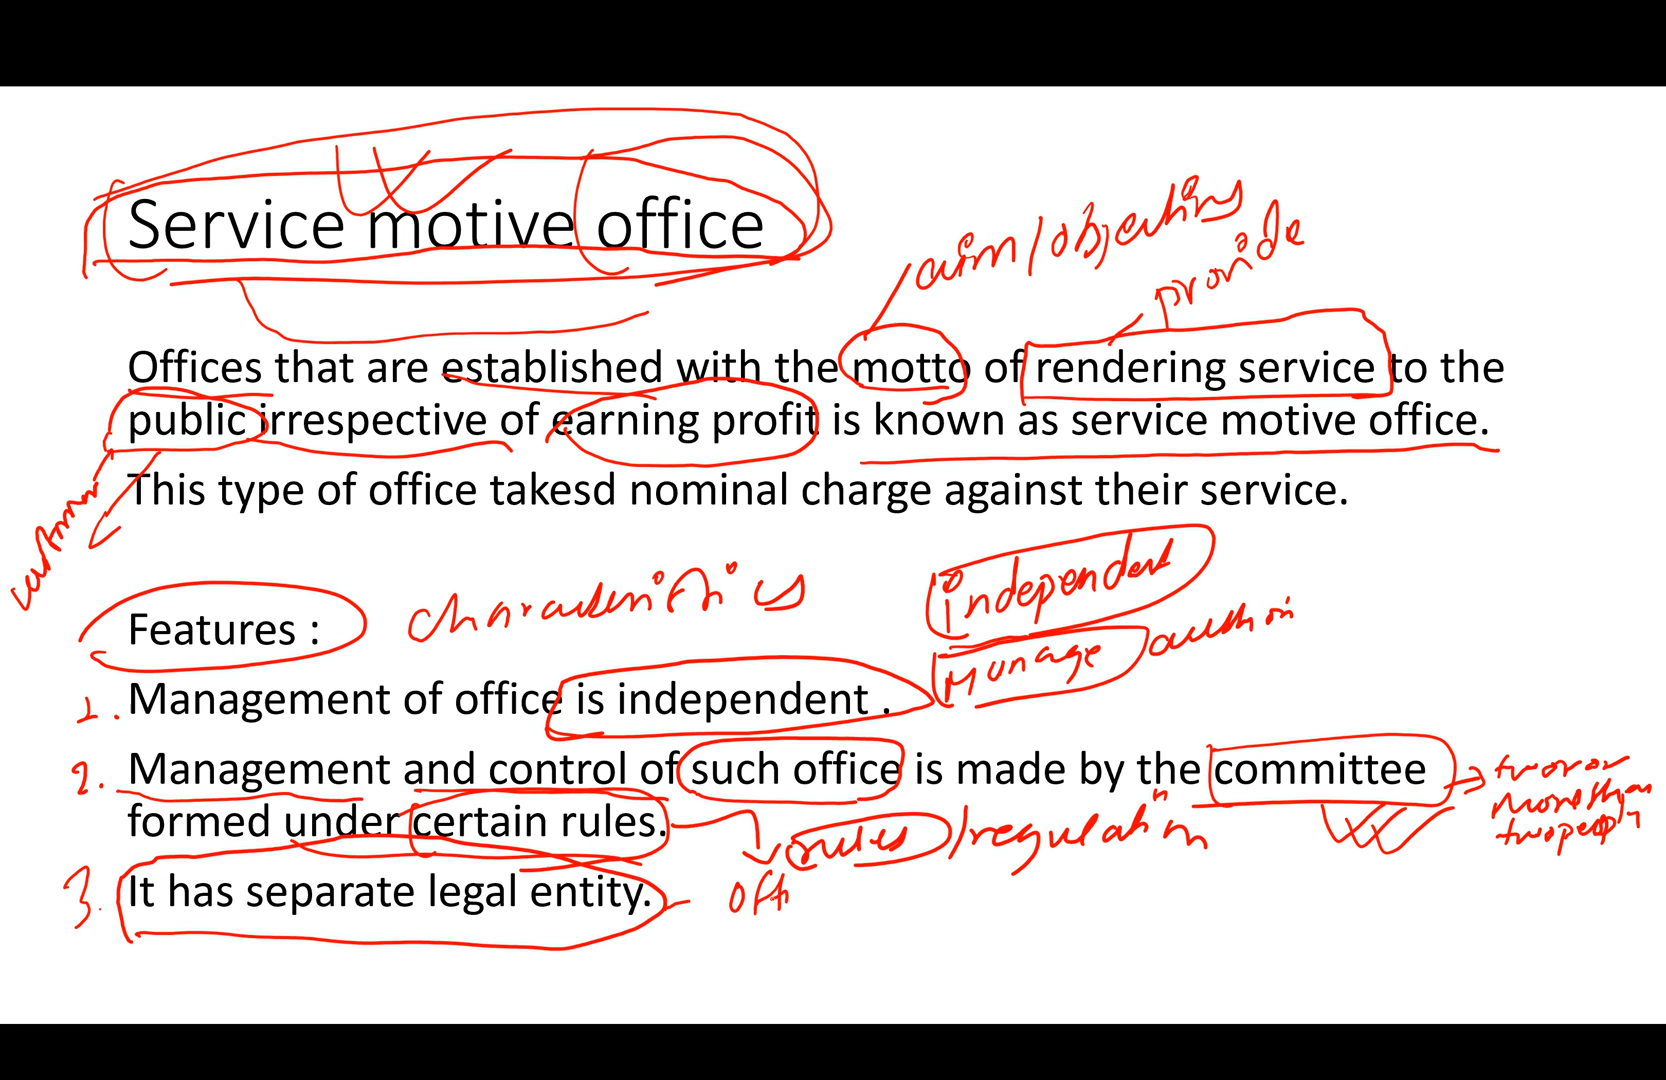 Service motive office
aim/objectives
provide
Offices that are established with the motto of rendering service to the
public irrespective of earning profit is known as service motive office.
This type of office takesd nominal charge against their service.
customer
independent
Features :
characteristics
Manage
1. Management of office is independent .
2. Management and control of such office is made by the committee
two or
more than
two people
formed under certain rules.
rules/regulation
3. It has separate legal entity.
off